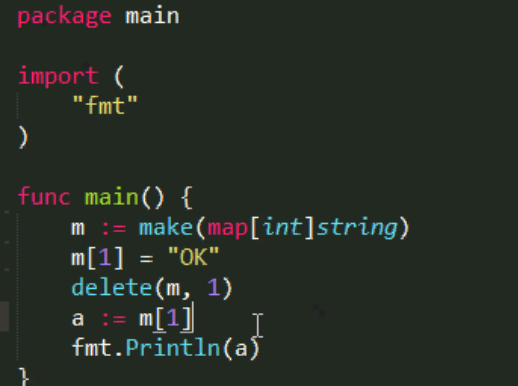 package main
import (
"fmt"
)
func main() {
m := make(map[int]string)
m[1] = "OK"
delete(m, 1)
a := m[1]
fmt.Println(a)
}